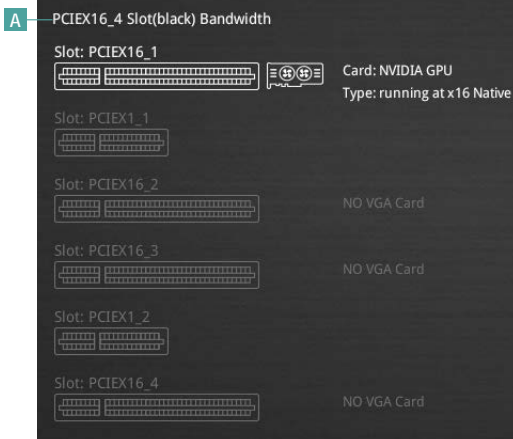 A
PCIEX16_4 Slot(black) Bandwidth
Slot: PCIEX16_1
Card: NVIDIA GPU
Type: running at x16 Native
Slot: PCIEX1_1
Slot: PCIEX16_2
NO VGA Card
Slot: PCIEX16_3
NO VGA Card
Slot: PCIEX1_2
Slot: PCIEX16_4
NO VGA Card